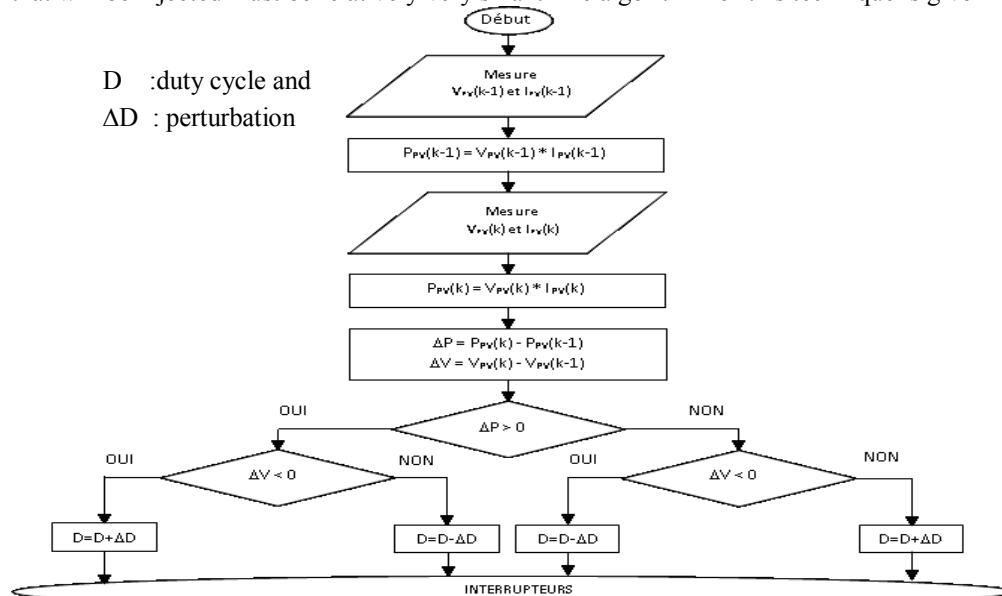 Début
D :duty cycle and
ΔD : perturbation
Mesure
VPV(k-1) et IPV(k-1)
PPV(k-1) = VPV(k-1) * IPV(k-1)
Mesure
VPV(k) et IPV(k)
PPV(k) = VPV(k) * IPV(k)
ΔP = PPV(k) - PPV(k-1)
ΔV = VPV(k) - VPV(k-1)
OUI
NON
ΔP > 0
OUI
NON
OUI
NON
ΔV < 0
ΔV < 0
D=D+ΔD
D=D-ΔD
D=D-ΔD
D=D+ΔD
INTERRUPTEURS